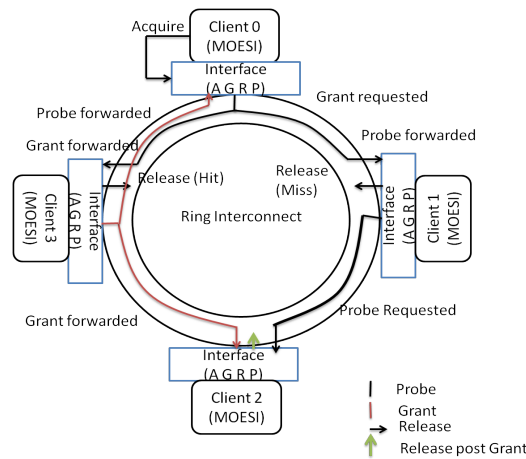 Acquire
Client 0
(MOESI)
Interface
(A G R P)
Probe forwarded
Grant requested
Grant forwarded
Probe forwarded
Release (Hit)
Release
(Miss)
Client 3
(MOESI)
Interface
(A G R P)
Ring Interconnect
Interface
(A G R P)
Client 1
(MOESI)
Grant forwarded
Probe Requested
Interface
(A G R P)
Client 2
(MOESI)
Probe
Grant
Release
Release post Grant